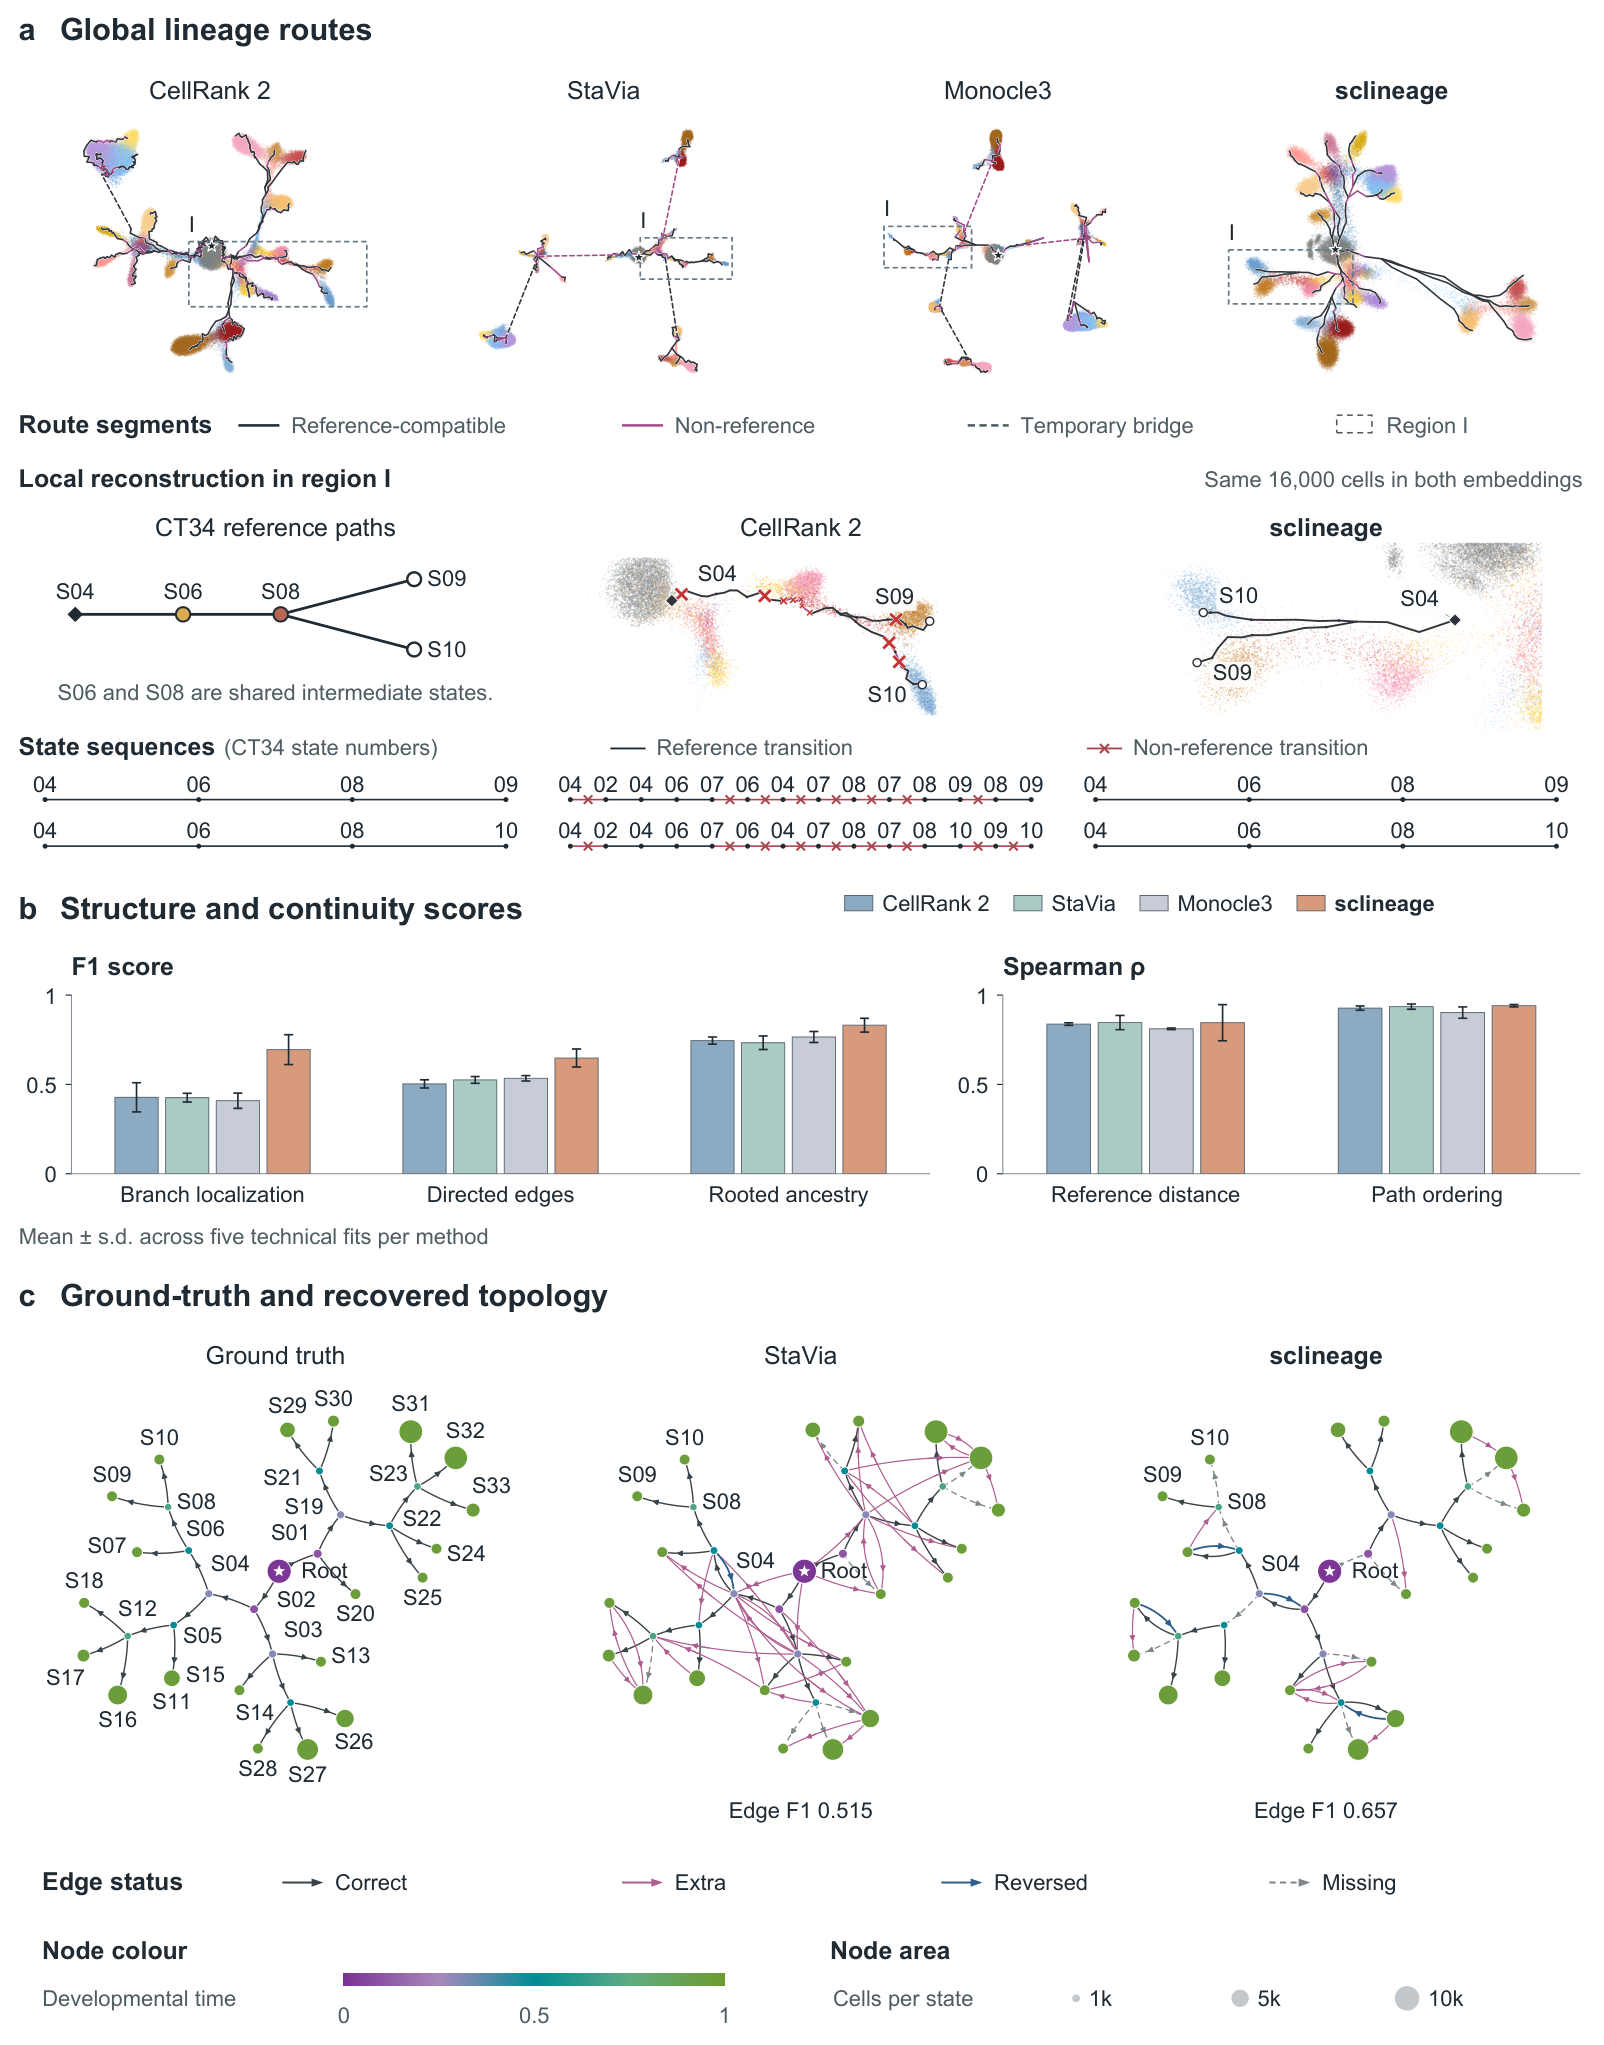 a Global lineage routes
CellRank 2 StaVia Monocle3 sclineage
I I I I
Route segments Reference-compatible Non-reference Temporary bridge Region I
Local reconstruction in region I Same 16,000 cells in both embeddings
CT34 reference paths CellRank 2 sclineage
S04 S06 S08 S09 S10
S06 and S08 are shared intermediate states.
S04 S09 S10
S10 S04 S09
State sequences (CT34 state numbers) Reference transition Non-reference transition
04 06 08 09 04 02 04 06 07 06 04 07 08 07 08 09 08 09 04 06 08 09
04 06 08 10 04 02 04 06 07 06 04 07 08 07 08 10 09 10 04 06 08 10
b Structure and continuity scores
CellRank 2 StaVia Monocle3 sclineage
F1 score
1
0.5
0
Branch localization Directed edges Rooted ancestry
Spearman ρ
1
0.5
0
Reference distance Path ordering
Mean ± s.d. across five technical fits per method
c Ground-truth and recovered topology
Ground truth
S29 S30 S31
S10 S32
S09 S21 S23 S33
S08 S19 S22
S06 S01
S07 S04 Root S24
S18 S02 S20 S25
S12 S05 S03
S17 S15 S13
S16 S11 S14
S26
S28 S27
StaVia
S10
S09 S08
S04 Root
Edge F1 0.515
sclineage
S10
S09 S08
S04 Root
Edge F1 0.657
Edge status Correct Extra Reversed Missing
Node colour
Developmental time
0 0.5 1
Node area
Cells per state 1k 5k 10k